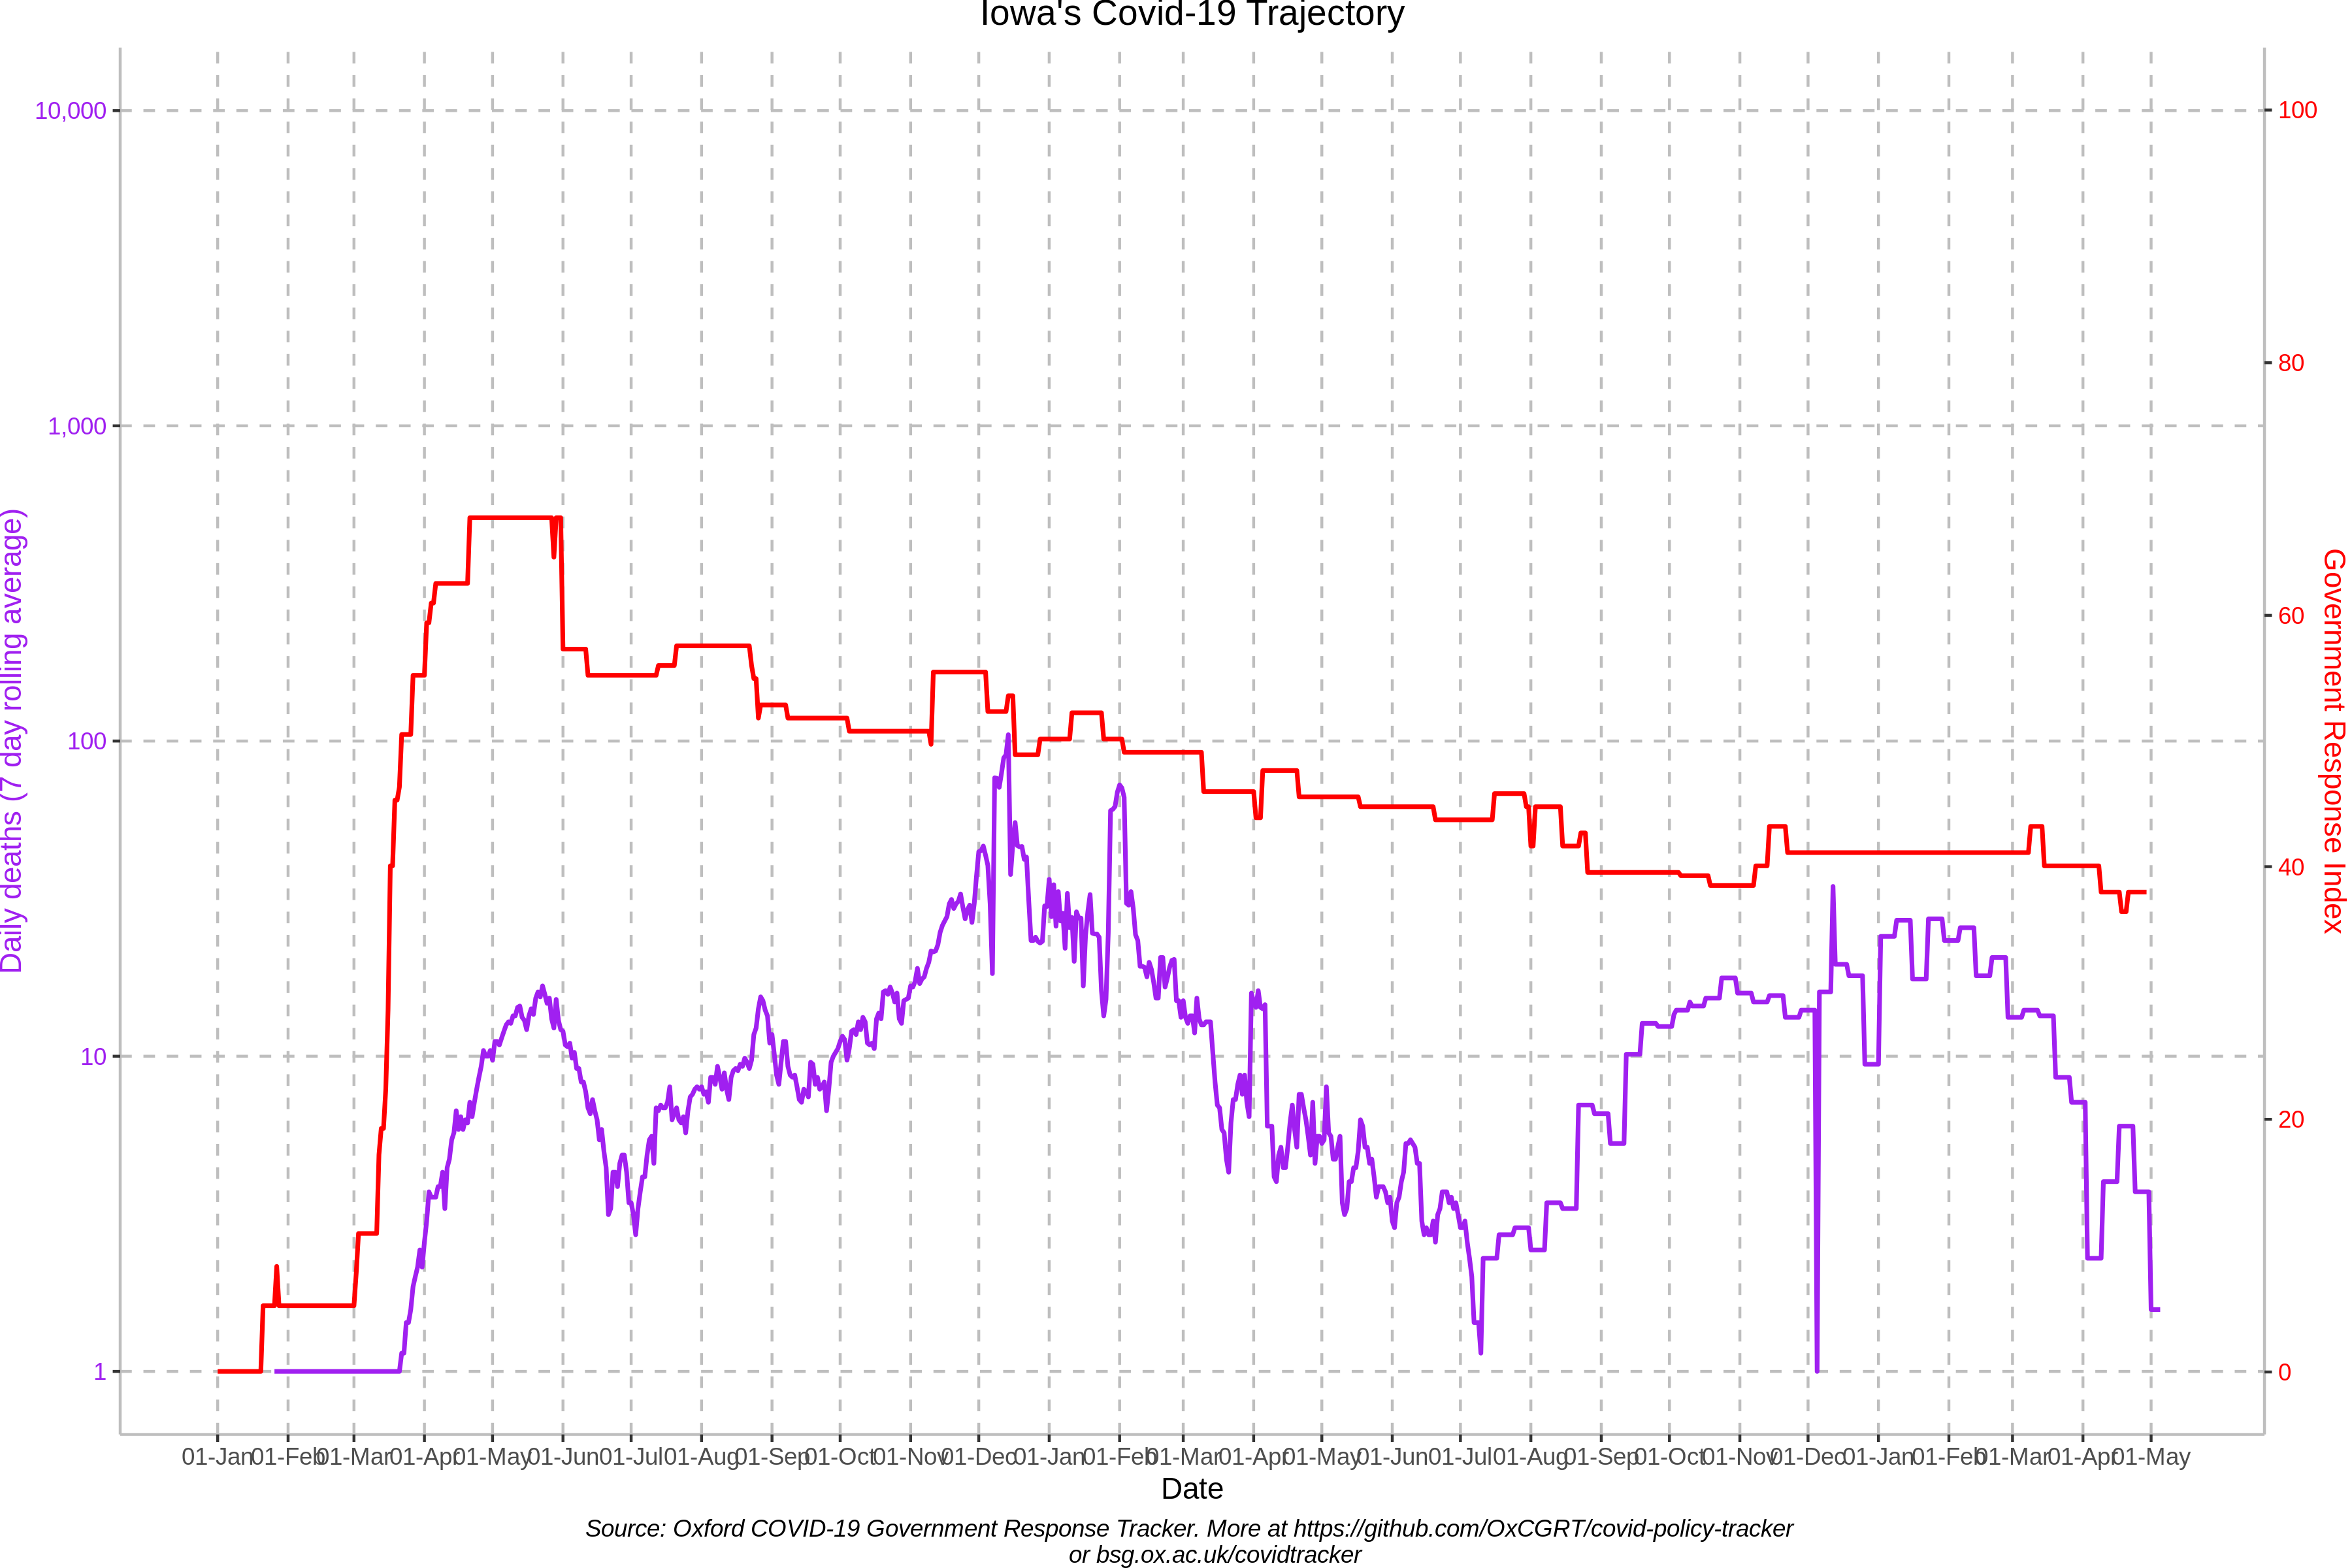 Iowa's Covid-19 Trajectory
10,000
1,000
100
10
1
Daily deaths (7 day rolling average)
100
80
60
40
20
0
Government Response Index
01-Jan 01-Feb 01-Mar 01-Apr 01-May 01-Jun 01-Jul 01-Aug 01-Sep 01-Oct 01-Nov 01-Dec 01-Jan 01-Feb 01-Mar 01-Apr 01-May 01-Jun 01-Jul 01-Aug 01-Sep 01-Oct 01-Nov 01-Dec 01-Jan 01-Feb 01-Mar 01-Apr 01-May
Date
Source: Oxford COVID-19 Government Response Tracker. More at https://github.com/OxCGRT/covid-policy-tracker
or bsg.ox.ac.uk/covidtracker